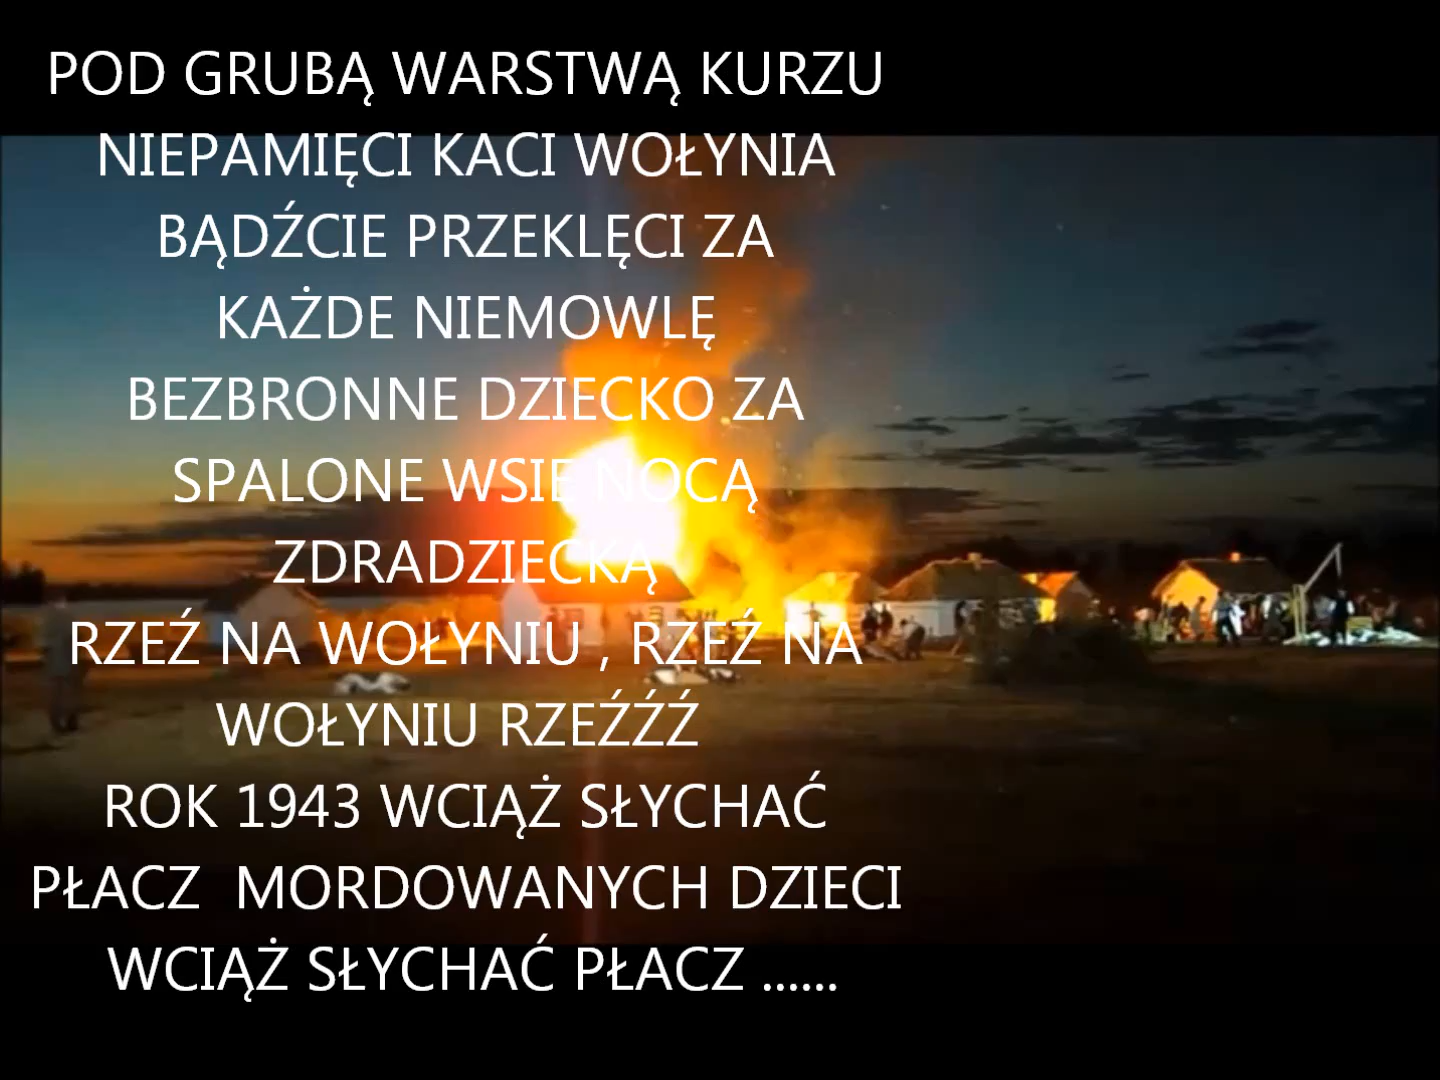 POD GRUBĄ WARSTWĄ KURZU
NIEPAMIĘCI KACI WOŁYNIA
BĄDŹCIE PRZEKLĘCI ZA
KAŻDE NIEMOWLĘ
BEZBRONNE DZIECKO ZA
SPALONE WSIE NOCĄ
ZDRADZIECKĄ
RZEŹ NA WOŁYNIU , RZEŹ NA
WOŁYNIU RZEŹŹŹ
ROK 1943 WCIĄŻ SŁYCHAĆ
PŁACZ  MORDOWANYCH DZIECI
WCIĄŻ SŁYCHAĆ PŁACZ ......